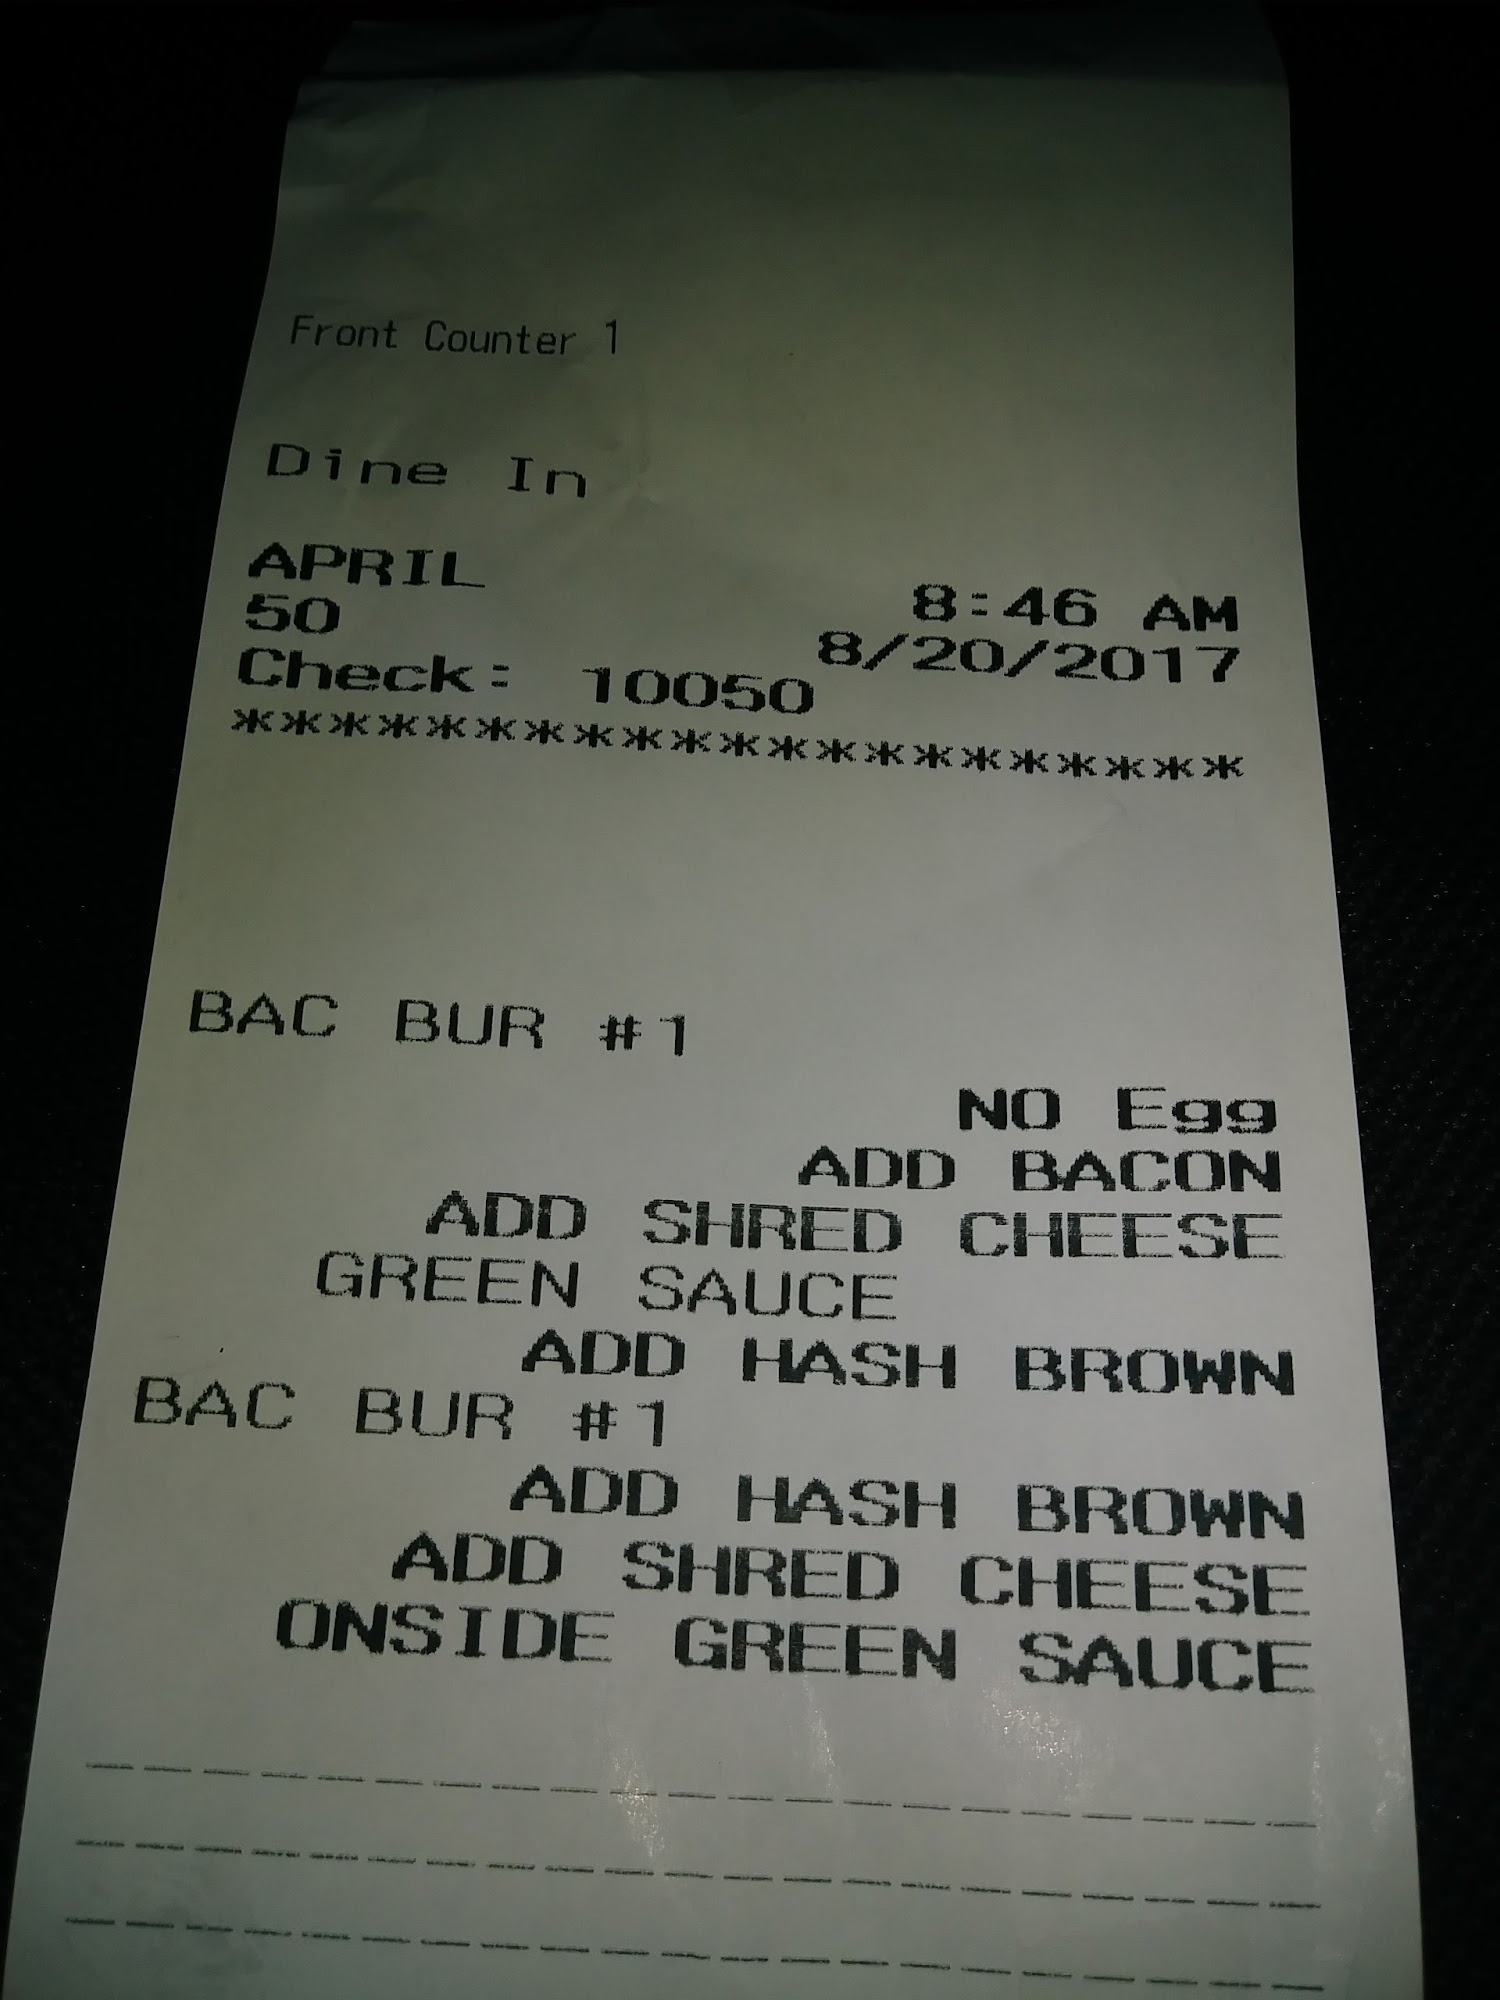 Front Counter 1
Dine In
APRIL
8:46 AM
50
8/20/2017
Check: 10050
*********************
BAC BUR #1
NO Egg
ADD BACON
ADD SHRED CHEESE
GREEN SAUCE
ADD HASH BROWN
BAC BUR #1
ADD HASH BROWN
ADD SHRED CHEESE
ONSIDE GREEN SAUCE